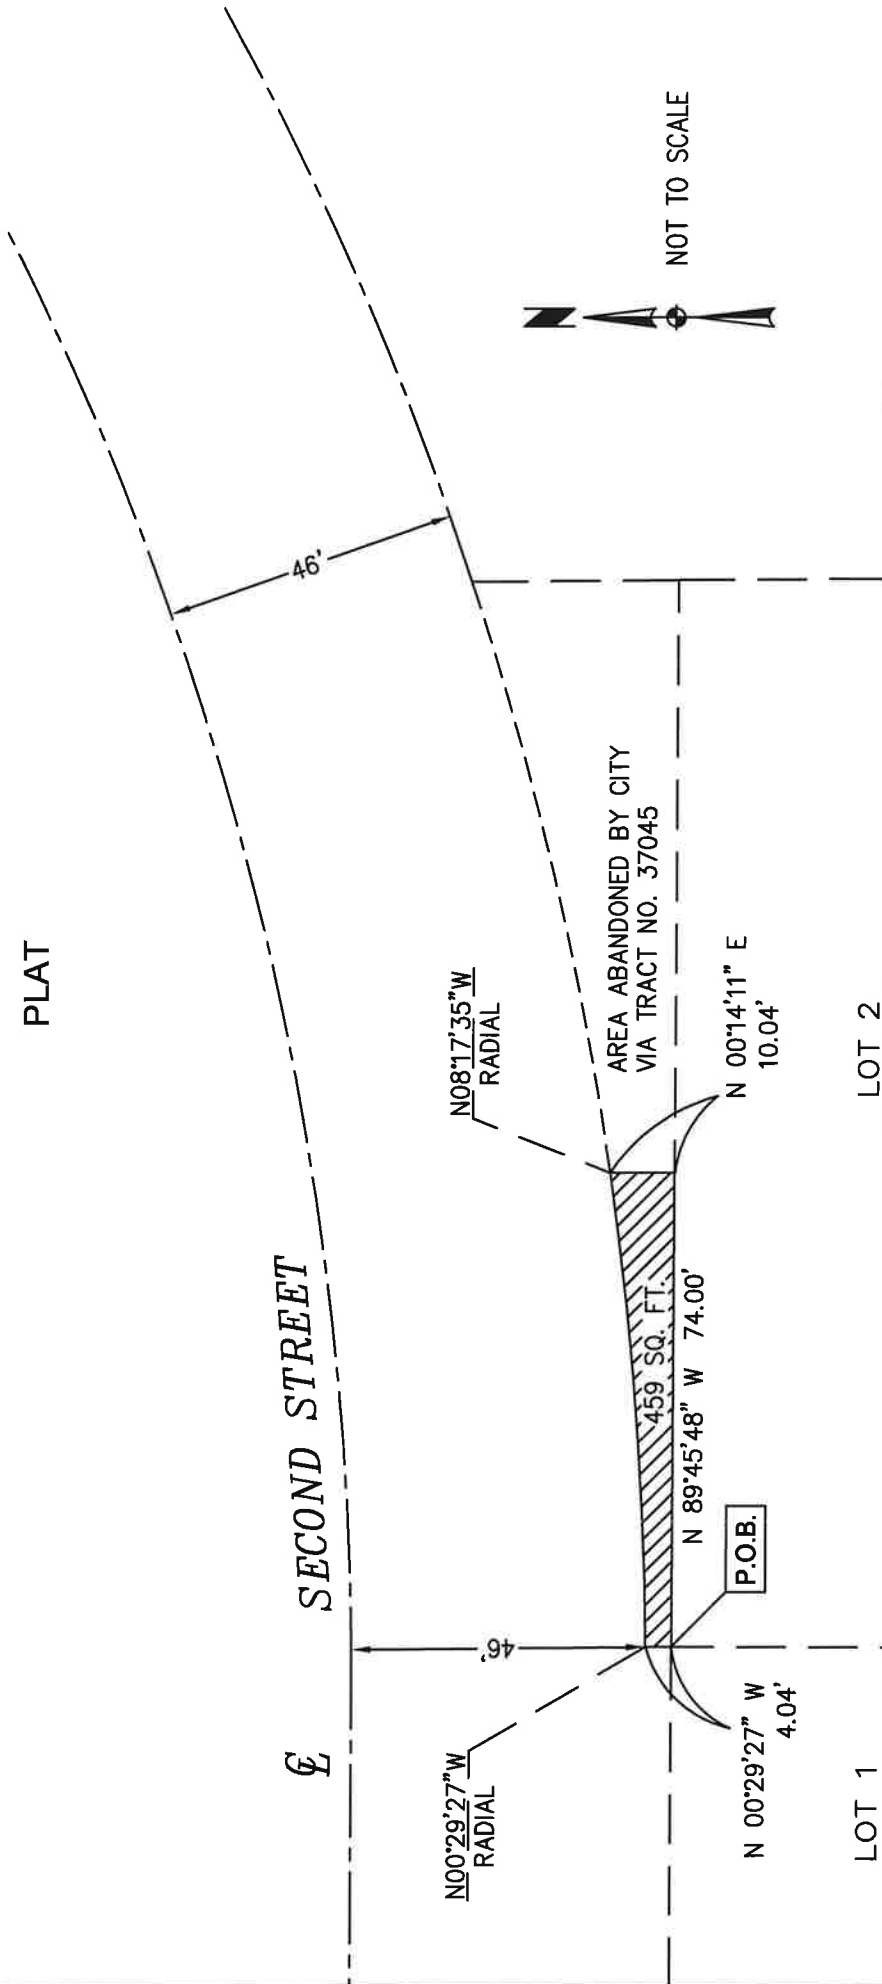 PLAT
℄ SECOND STREET
46'
46'
N
NOT TO SCALE
N00°29'27"W
RADIAL
N08°17'35"W
RADIAL
AREA ABANDONED BY CITY
VIA TRACT NO. 37045
459 SQ. FT.
N 89°45'48" W 74.00'
P.O.B.
N 00°14'11" E
10.04'
N 00°29'27" W
4.04'
LOT 1
LOT 2